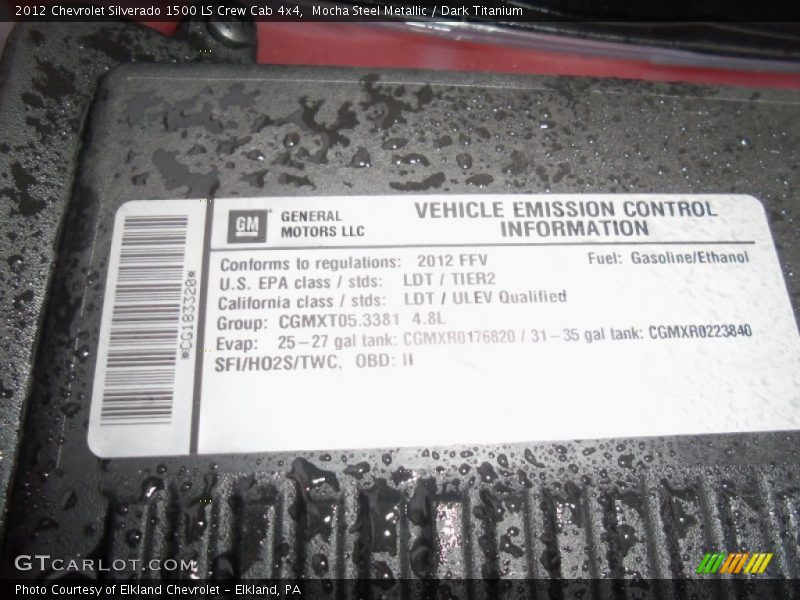 2012 Chevrolet Silverado 1500 LS Crew Cab 4x4, Mocha Steel Metallic / Dark Titanium
GM GENERAL MOTORS LLC
VEHICLE EMISSION CONTROL
INFORMATION
Conforms to regulations: 2012 FFV Fuel: Gasoline/Ethanol
U.S. EPA class / stds: LDT / TIER2
California class / stds: LDT / ULEV Qualified
Group: CGMXT05.3381 4.8L
Evap: 25-27 gal tank: CGMXR0176820 / 31-35 gal tank: CGMXR0223840
SFI/HO2S/TWC, OBD: II
*CG183320*
GTCARLOT.COM
Photo Courtesy of Elkland Chevrolet - Elkland, PA